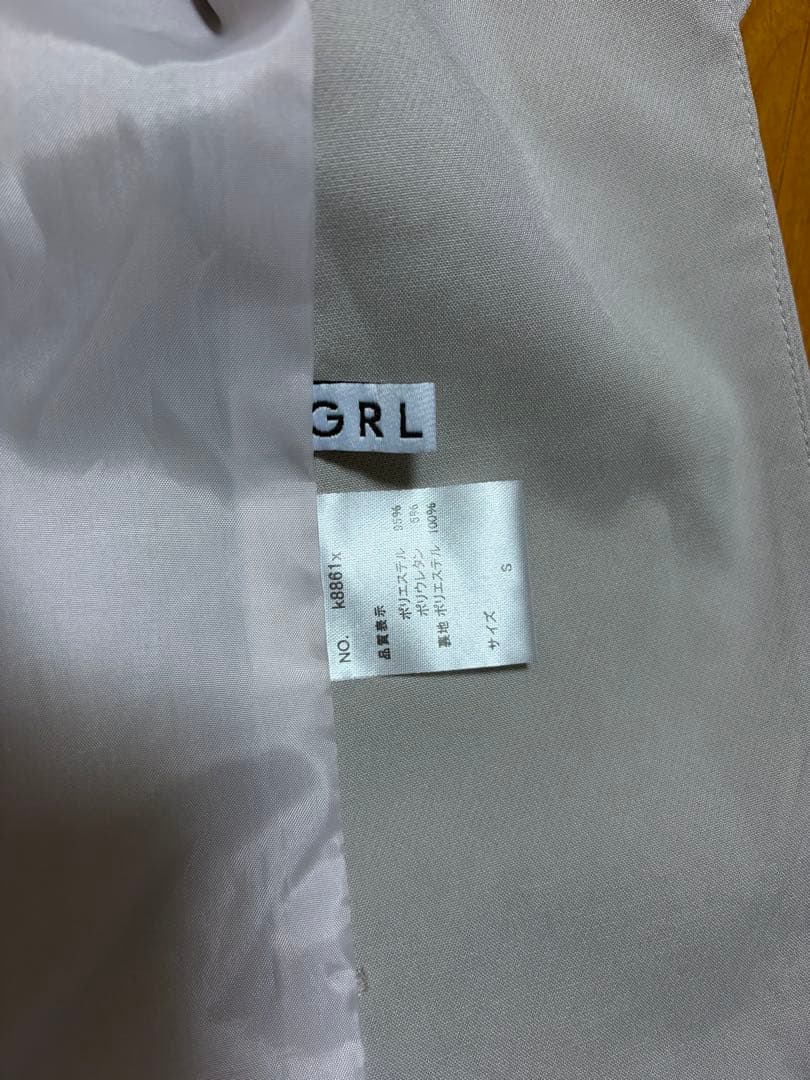 GRL
NO. k8861x
品質表示
ポリエステル 95%
ポリウレタン 5%
裏地 ポリエステル 100%
サイズ S